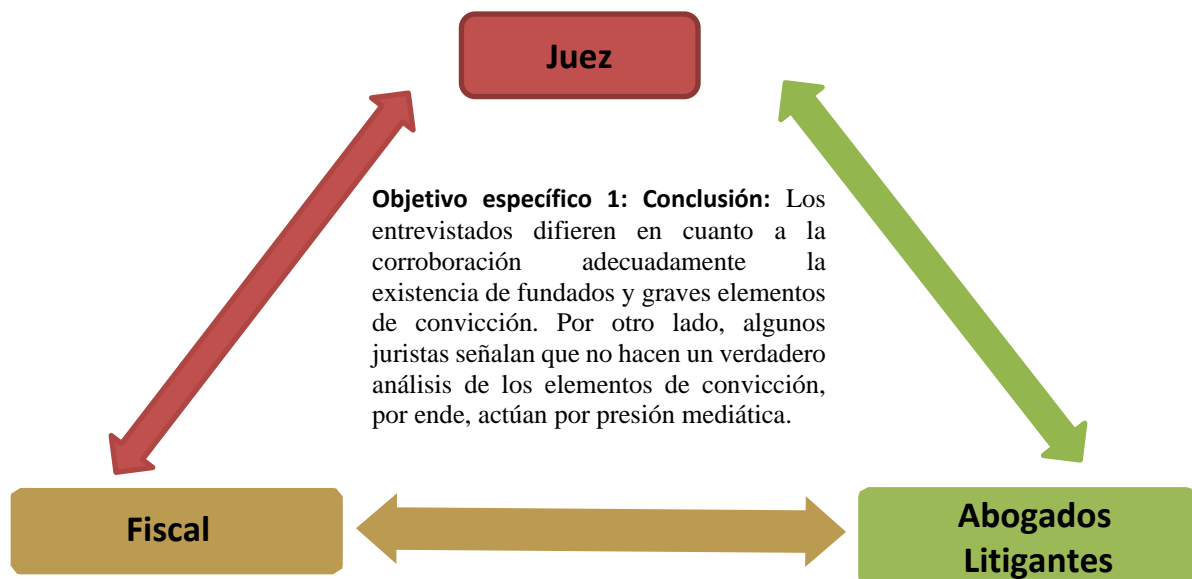 Juez
Objetivo específico 1: Conclusión: Los
entrevistados difieren en cuanto a la
corroboración adecuadamente la
existencia de fundados y graves elementos
de convicción. Por otro lado, algunos
juristas señalan que no hacen un verdadero
análisis de los elementos de convicción,
por ende, actúan por presión mediática.
Fiscal
Abogados
Litigantes